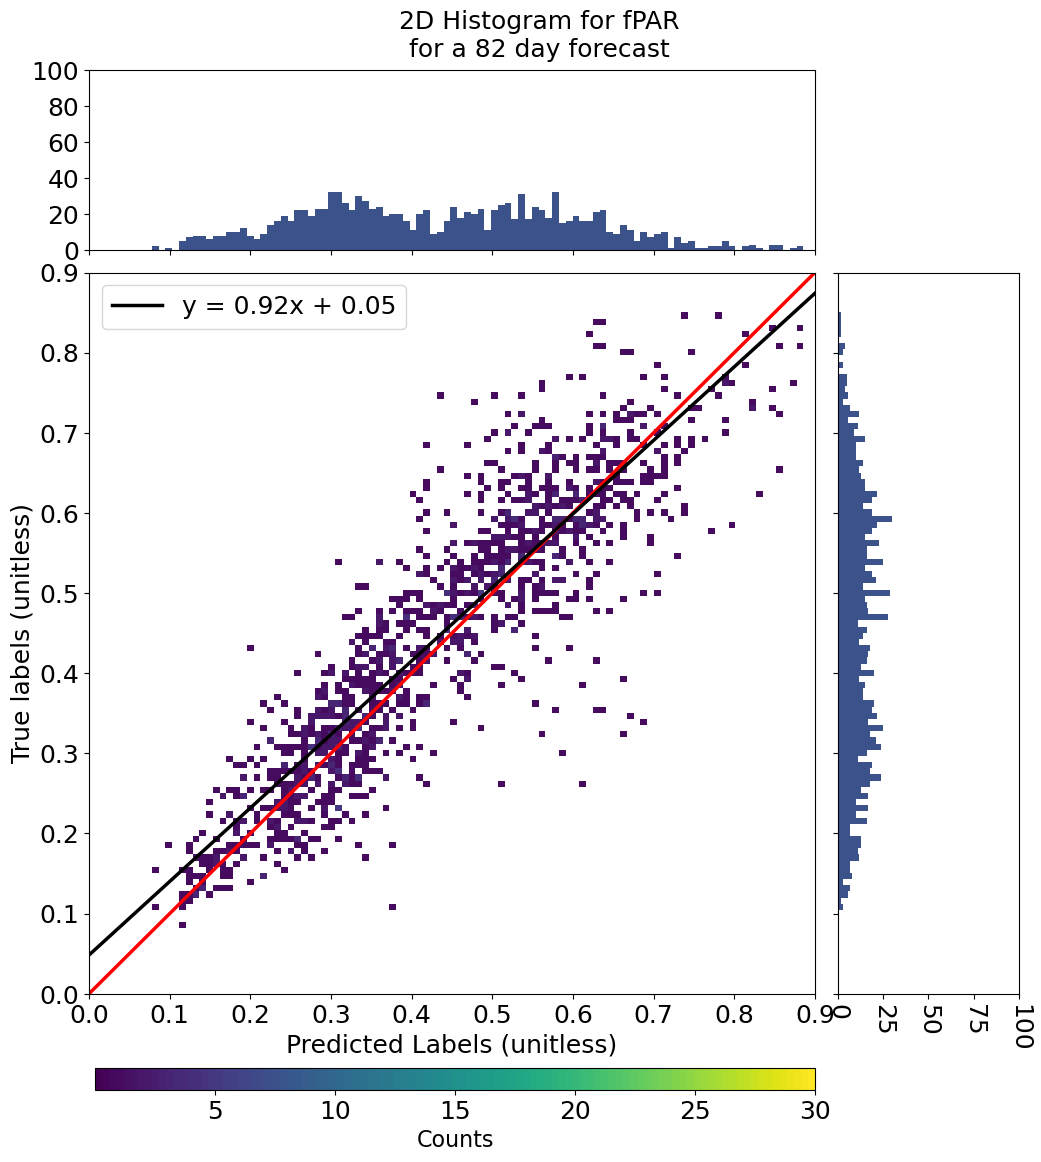 2D Histogram for fPAR
for a 82 day forecast
100
80
60
40
20
0
0.9
0.8
0.7
0.6
0.5
0.4
0.3
0.2
0.1
0.0
y = 0.92x + 0.05
True labels (unitless)
0.0 0.1 0.2 0.3 0.4 0.5 0.6 0.7 0.8 0.9
0 25 50 75 100
Predicted Labels (unitless)
5 10 15 20 25 30
Counts